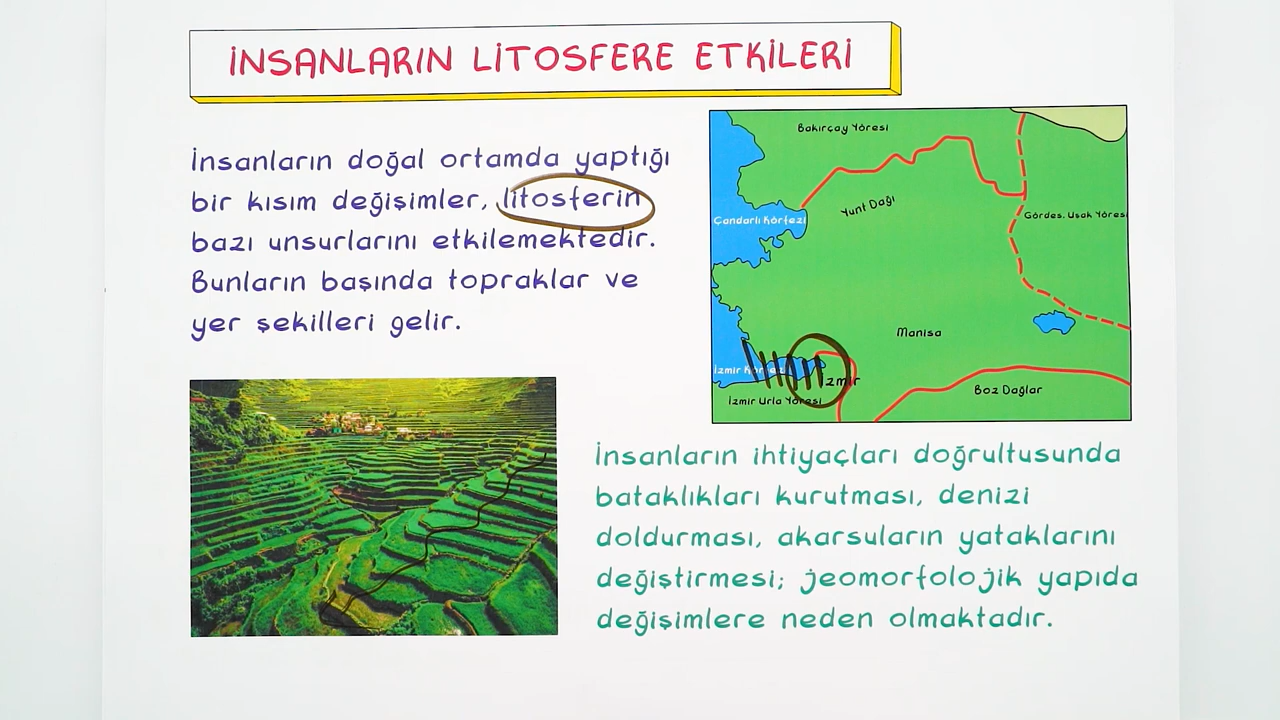 İNSANLARIN LİTOSFERE ETKİLERİ
İnsanların doğal ortamda yaptığı
bir kısım değişimler, litosferin
bazı unsurlarını etkilemektedir.
Bunların başında topraklar ve
yer şekilleri gelir.
Bakırçay Yöresi
Yunt Dağı
Çandarlı Körfezi
Gördes. Uşak Yöresi
Manisa
İzmir Körfezi
İzmir
Boz Dağlar
İzmir Urla Yöresi
İnsanların ihtiyaçları doğrultusunda
bataklıkları kurutması, denizi
doldurması, akarsuların yataklarını
değiştirmesi; jeomorfolojik yapıda
değişimlere neden olmaktadır.